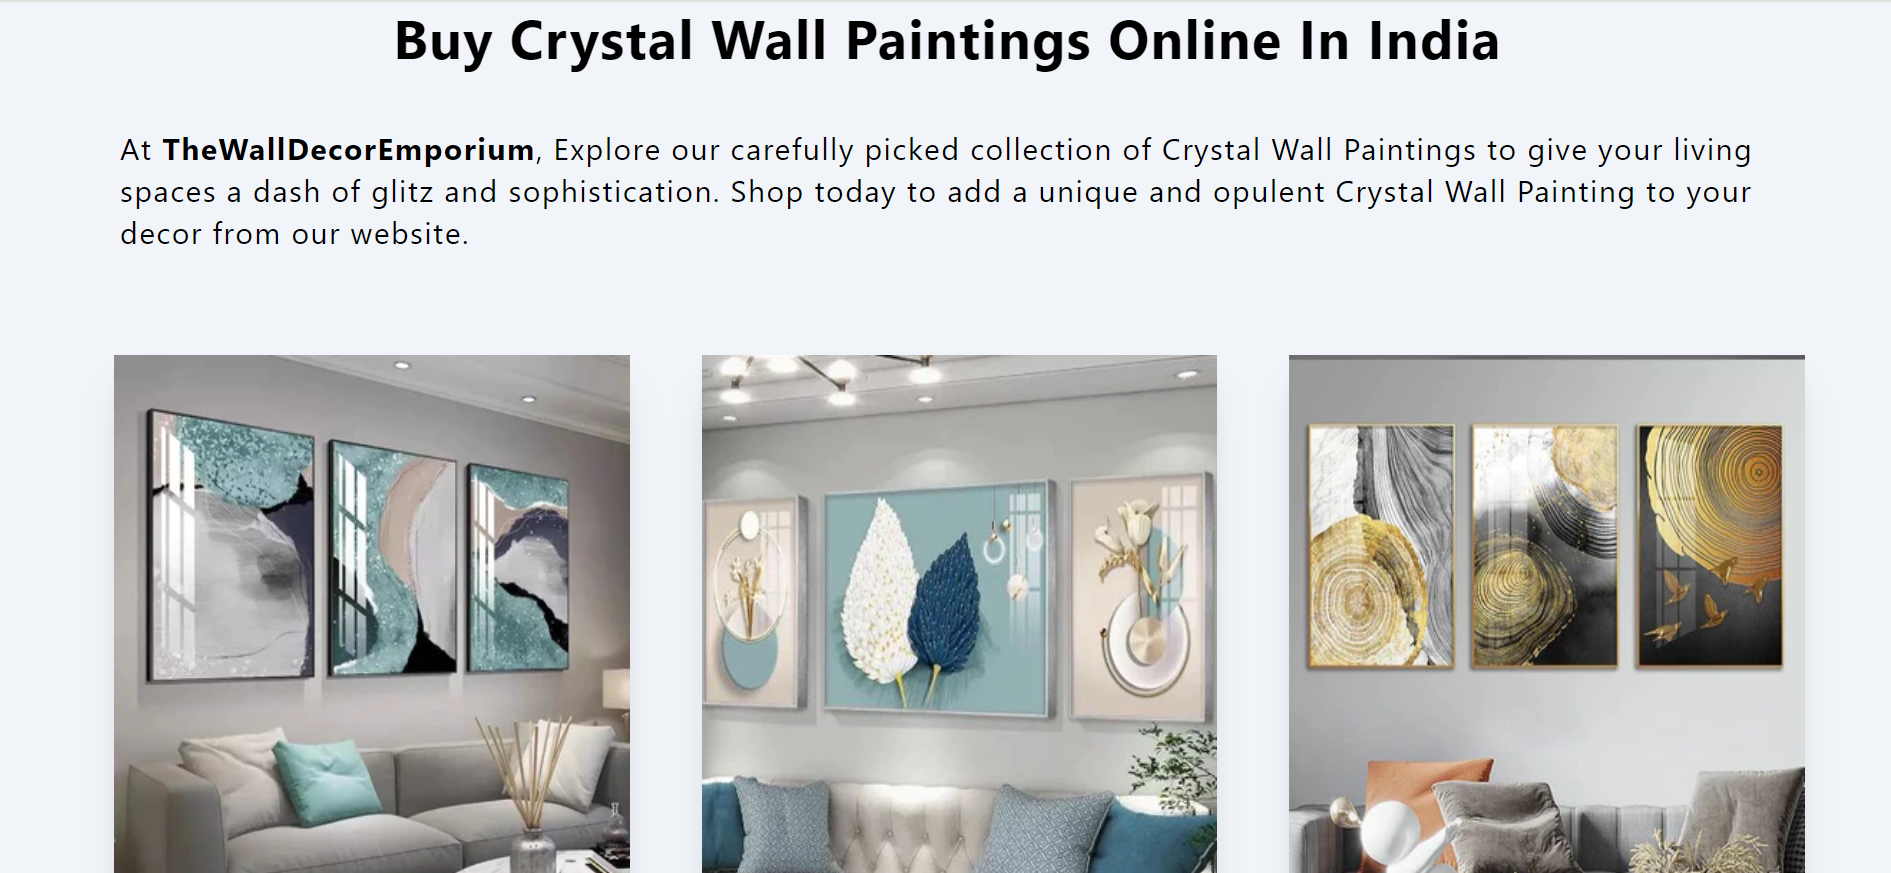 Buy Crystal Wall Paintings Online In India
At TheWallDecorEmporium, Explore our carefully picked collection of Crystal Wall Paintings to give your living
spaces a dash of glitz and sophistication. Shop today to add a unique and opulent Crystal Wall Painting to your
decor from our website.